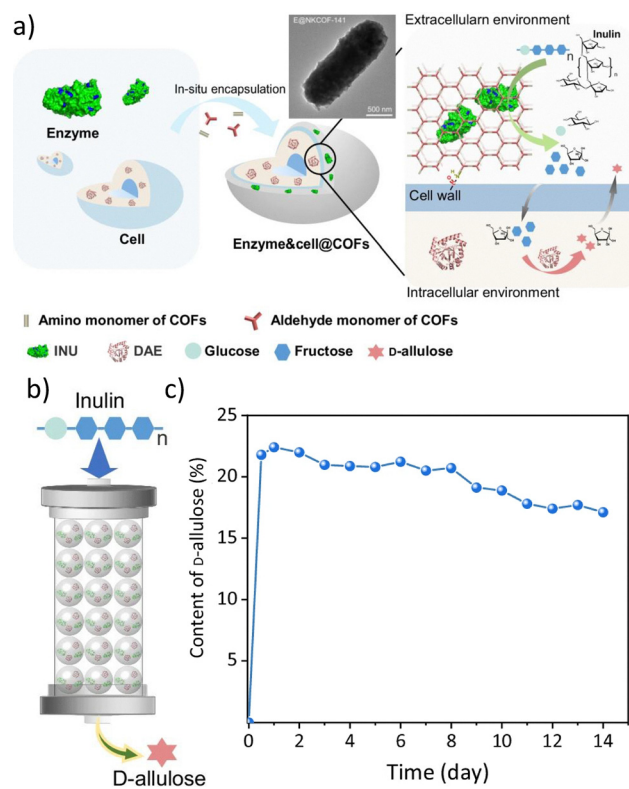 a)
E@NKCOF-141
500 nm
Extracellularn environment
Inulin
n
In-situ encapsulation
Enzyme
Cell
Enzyme&cell@COFs
Cell wall
Intracellular environment
Amino monomer of COFs
Aldehyde monomer of COFs
INU
DAE
Glucose
Fructose
D-allulose
b)
Inulin
n
D-allulose
c)
Content of D-allulose (%)
25
20
15
10
5
0 2 4 6 8 10 12 14
Time (day)